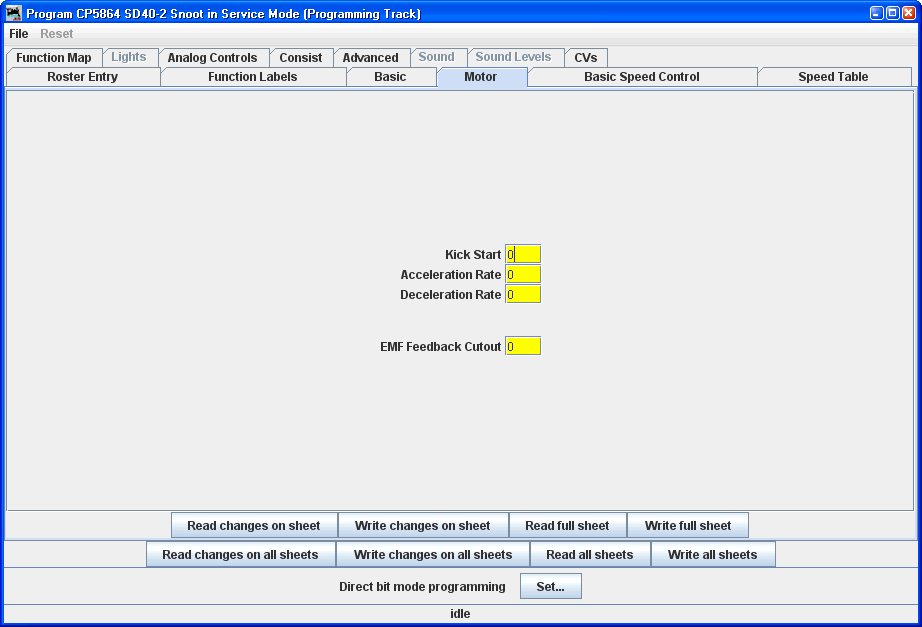 Program CP5864 SD40-2 Snoot in Service Mode (Programming Track)
File Reset
Function Map Lights Analog Controls Consist Advanced Sound Sound Levels CVs
Roster Entry Function Labels Basic Motor Basic Speed Control Speed Table
Kick Start 0
Acceleration Rate 0
Deceleration Rate 0
EMF Feedback Cutout 0
Read changes on sheet Write changes on sheet Read full sheet Write full sheet
Read changes on all sheets Write changes on all sheets Read all sheets Write all sheets
Direct bit mode programming Set...
idle